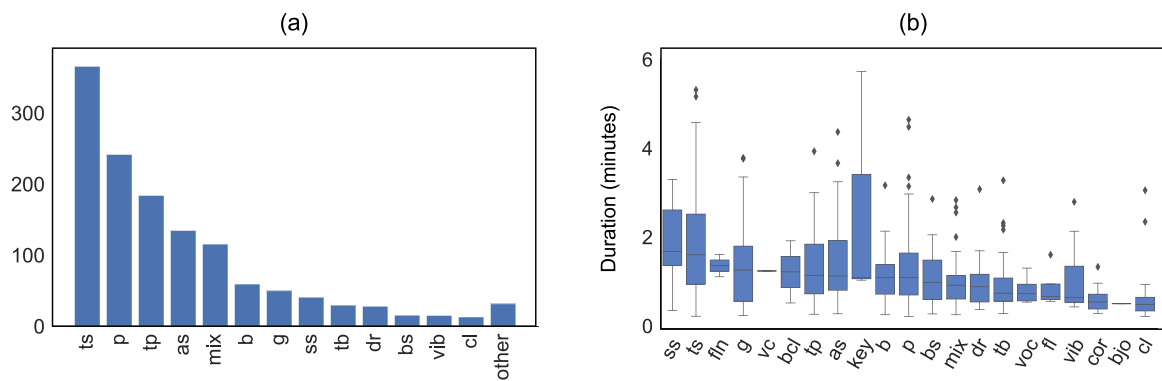 (a)
300
200
100
0
ts p tp as mix b g ss tb dr bs vib cl other
(b)
Duration (minutes)
6
4
2
0
ss ts fln g vc bcl tp as key b p bs mix dr tb voc fl vib cor bjo cl